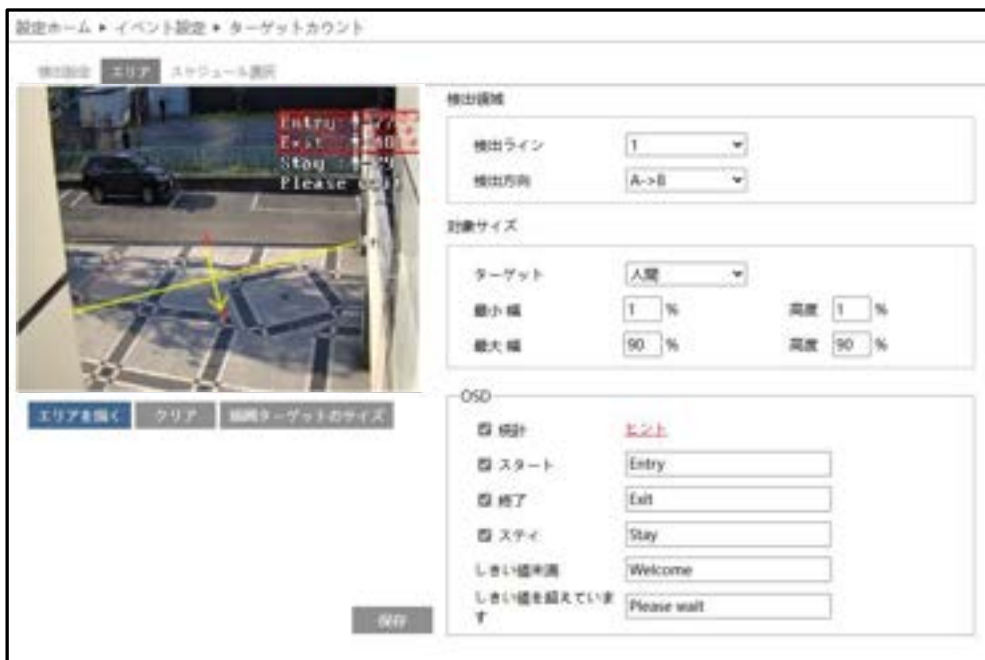 設定ホーム ▸ イベント設定 ▸ ターゲットカウント
検出設定 エリア スケジュール選択
Entry :
Exit :
Stay :
Please wait
エリアを描く クリア 描画ターゲットのサイズ
検出領域
検出ライン 1
検出方向 A->B
対象サイズ
ターゲット 人間
最小 幅 1 % 高度 1 %
最大 幅 90 % 高度 90 %
OSD
統計 ヒント
スタート Entry
終了 Exit
ステイ Stay
しきい値未満 Welcome
しきい値を超えています Please wait
保存